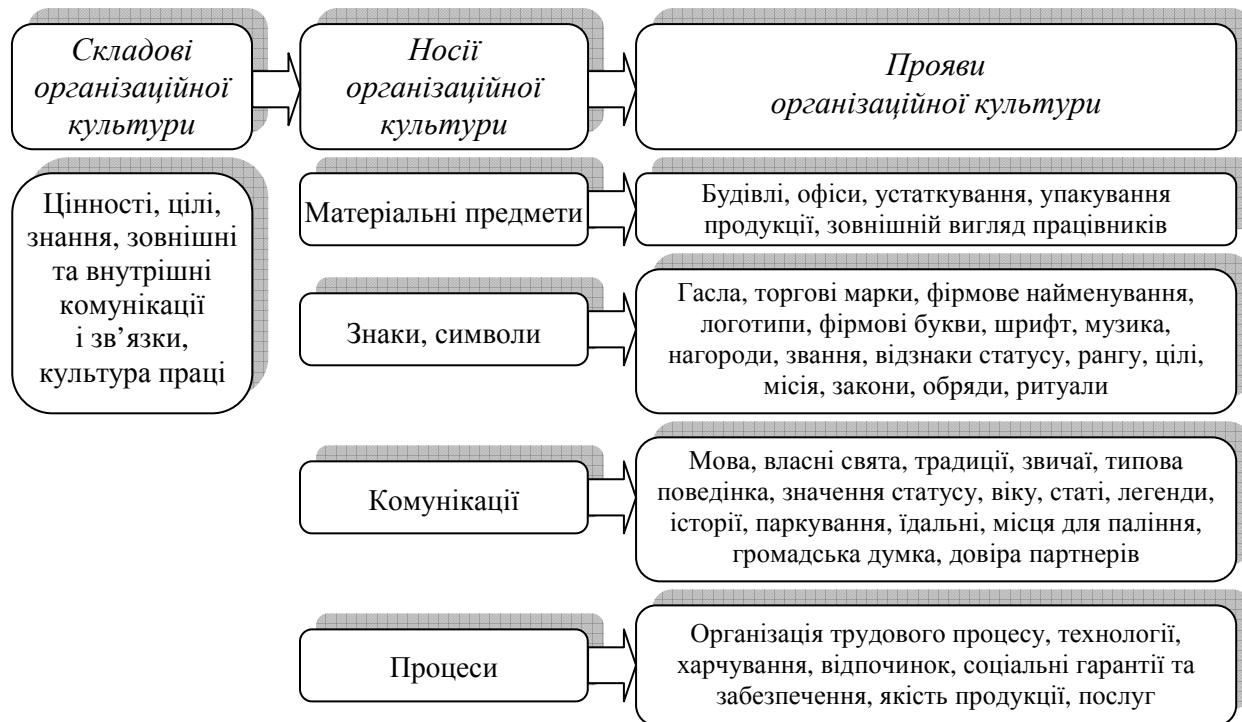 Складові
організаційної
культури
Носії
організаційної
культури
Прояви
організаційної культури
Цінності, цілі,
знання, зовнішні
та внутрішні
комунікації
і зв’язки,
культура праці
Матеріальні предмети
Будівлі, офіси, устаткування, упакування
продукції, зовнішній вигляд працівників
Знаки, символи
Гасла, торгові марки, фірмове найменування,
логотипи, фірмові букви, шрифт, музика,
нагороди, звання, відзнаки статусу, рангу, цілі,
місія, закони, обряди, ритуали
Комунікації
Мова, власні свята, традиції, звичаї, типова
поведінка, значення статусу, віку, статі, легенди,
історії, паркування, їдальні, місця для паління,
громадська думка, довіра партнерів
Процеси
Організація трудового процесу, технології,
харчування, відпочинок, соціальні гарантії та
забезпечення, якість продукції, послуг